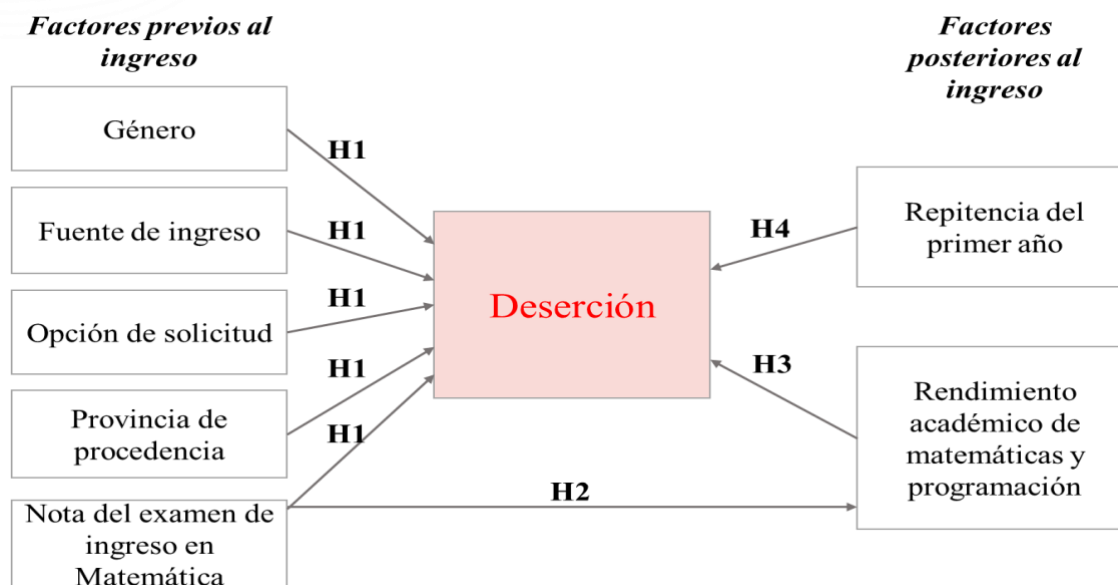 Factores previos al
ingreso
Género
Fuente de ingreso
Opción de solicitud
Provincia de
procedencia
Nota del examen de
ingreso en
Matemática
H1
H1
H1
H1
H1
H2
Deserción
H4
H3
Factores
posteriores al
ingreso
Repitencia del
primer año
Rendimiento
académico de
matemáticas y
programación